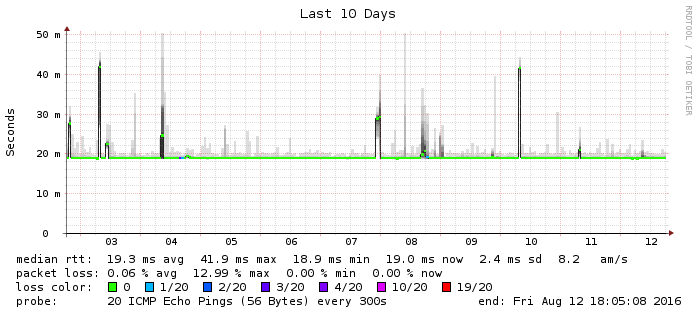 Last 10 Days
RRDTOOL / TOBI OETIKER
Seconds
50 m
40 m
30 m
20 m
10 m
0
03 04 05 06 07 08 09 10 11 12
median rtt: 19.3 ms avg 41.9 ms max 18.9 ms min 19.0 ms now 2.4 ms sd 8.2 am/s
packet loss: 0.06 % avg 12.99 % max 0.00 % min 0.00 % now
loss color: 0 1/20 2/20 3/20 4/20 10/20 19/20
probe: 20 ICMP Echo Pings (56 Bytes) every 300s end: Fri Aug 12 18:05:08 2016